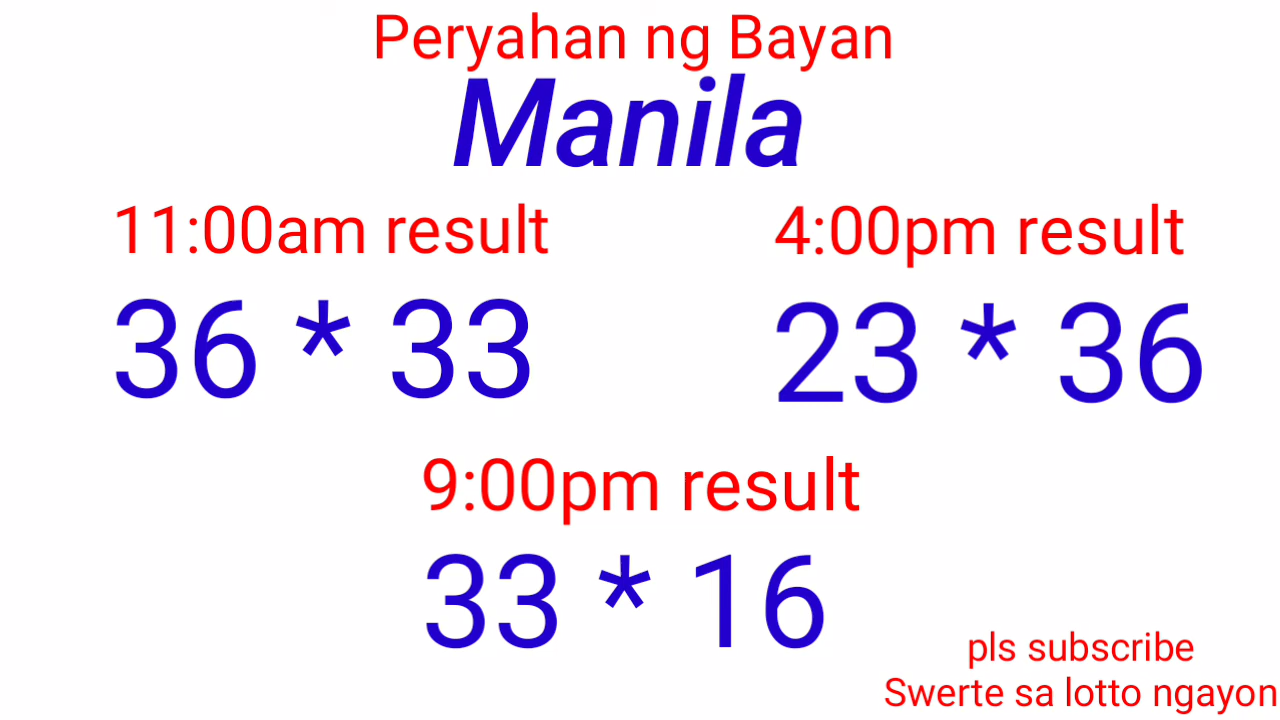 Peryahan ng Bayan
Manila
11:00am result
36 * 33
4:00pm result
23 * 36
9:00pm result
33 * 16
pls subscribe
Swerte sa lotto ngayon